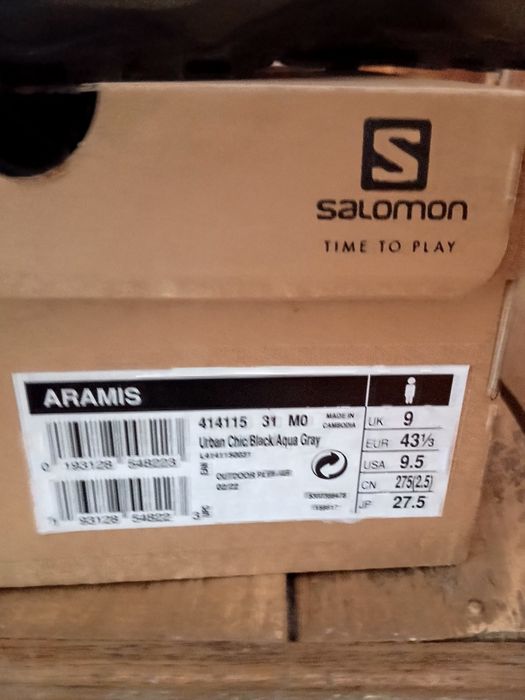 S
salomon
TIME TO PLAY
ARAMIS
414115 31 M0
MADE IN
CAMBODIA
Urban Chic/Black/Aqua Gray
02/22
0 193128 548223
UK 9
EUR 43⅓
USA 9.5
CN 275(2.5)
JP 27.5